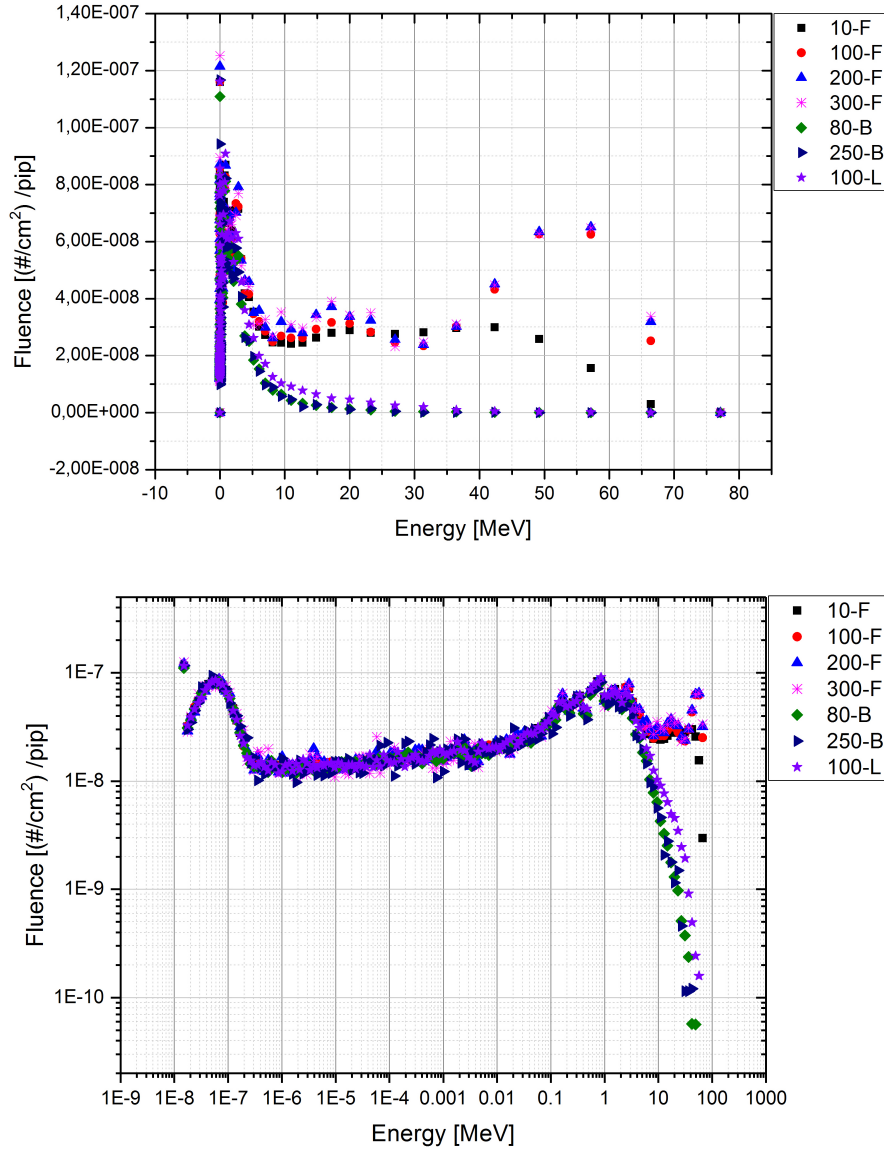 1,40E-007
1,20E-007
1,00E-007
8,00E-008
6,00E-008
4,00E-008
2,00E-008
0,00E+000
-2,00E-008
Fluence [(#/cm²) /pip]
-10 0 10 20 30 40 50 60 70 80
Energy [MeV]
10-F
100-F
200-F
300-F
80-B
250-B
100-L
1E-7
1E-8
1E-9
1E-10
Fluence [(#/cm²) /pip]
1E-9 1E-8 1E-7 1E-6 1E-5 1E-4 0.001 0.01 0.1 1 10 100 1000
Energy [MeV]
10-F
100-F
200-F
300-F
80-B
250-B
100-L